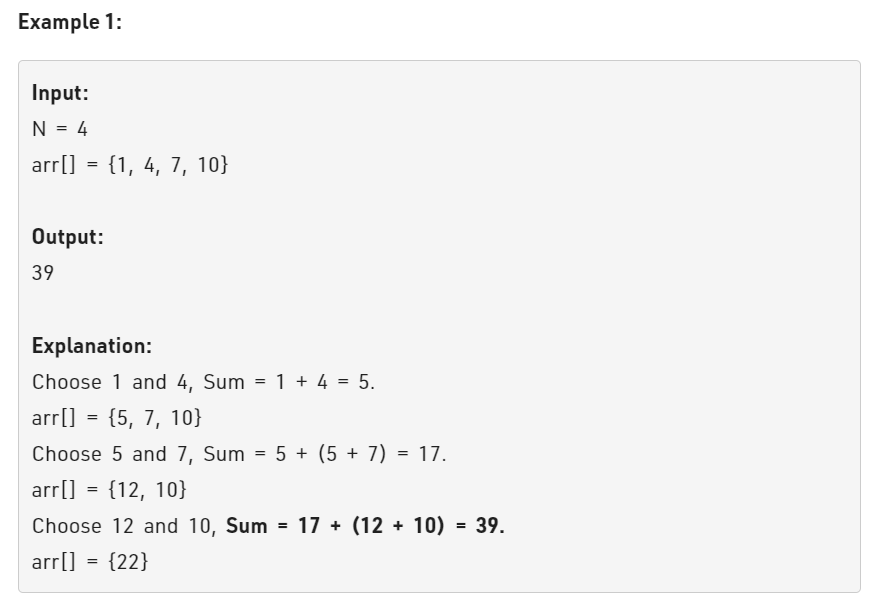 Example 1:
Input:
N = 4
arr[] = {1, 4, 7, 10}
Output:
39
Explanation:
Choose 1 and 4, Sum = 1 + 4 = 5.
arr[] = {5, 7, 10}
Choose 5 and 7, Sum = 5 + (5 + 7) = 17.
arr[] = {12, 10}
Choose 12 and 10, Sum = 17 + (12 + 10) = 39.
arr[] = {22}